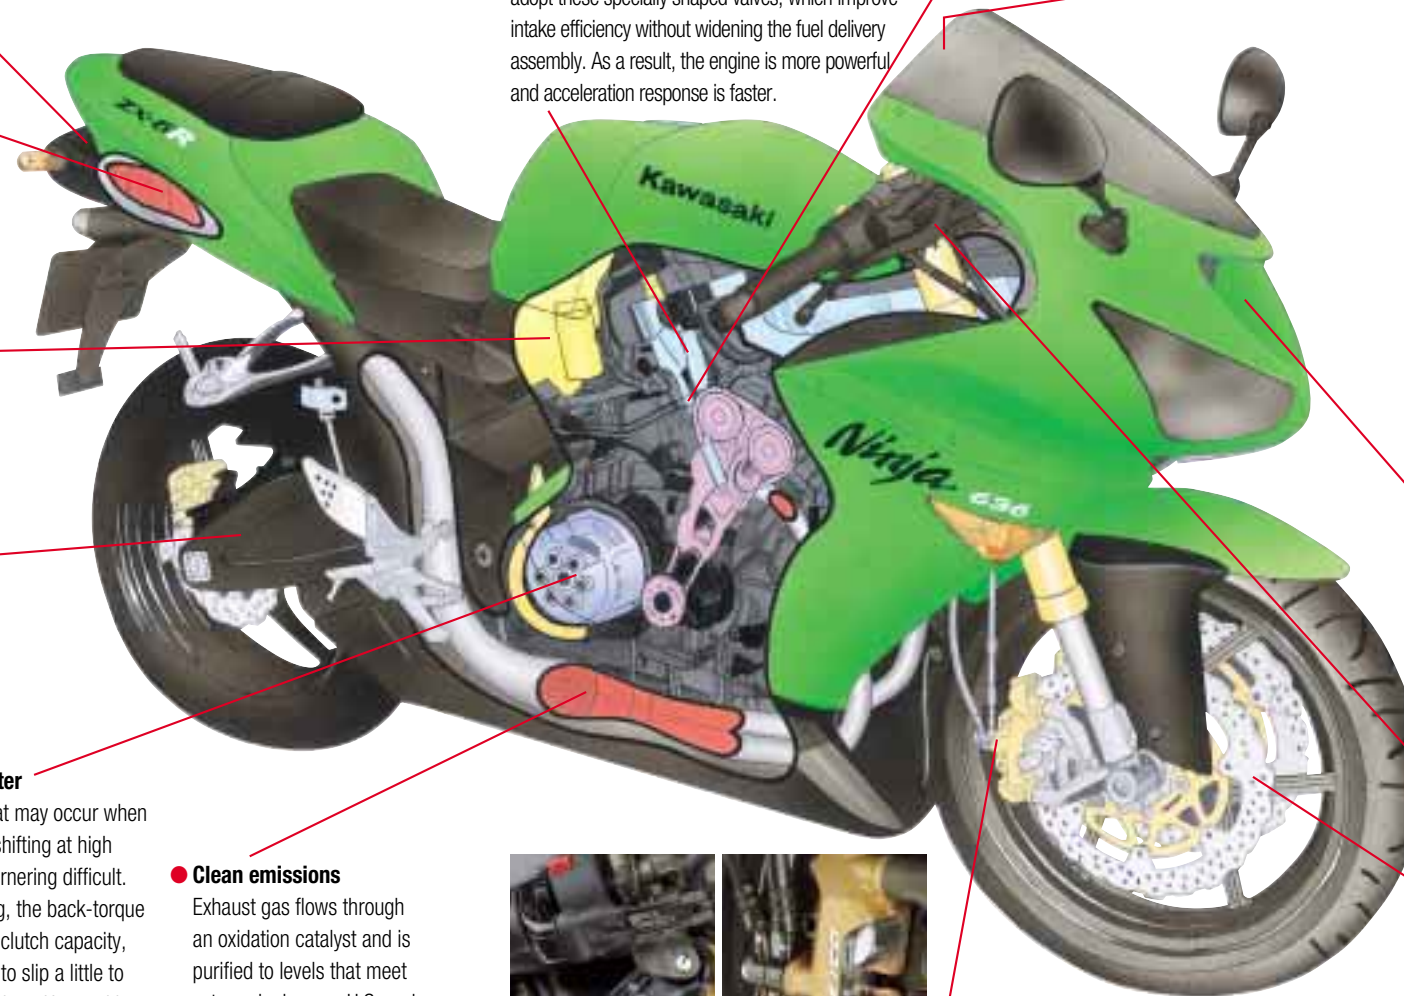 intake efficiency without widening the fuel delivery
assembly. As a result, the engine is more powerful
and acceleration response is faster.
ZX-6R
Kawasaki
Ninja
636
ter
at may occur when
shifting at high
rnering difficult.
g, the back-torque
clutch capacity,
to slip a little to
Clean emissions
Exhaust gas flows through
an oxidation catalyst and is
purified to levels that meet